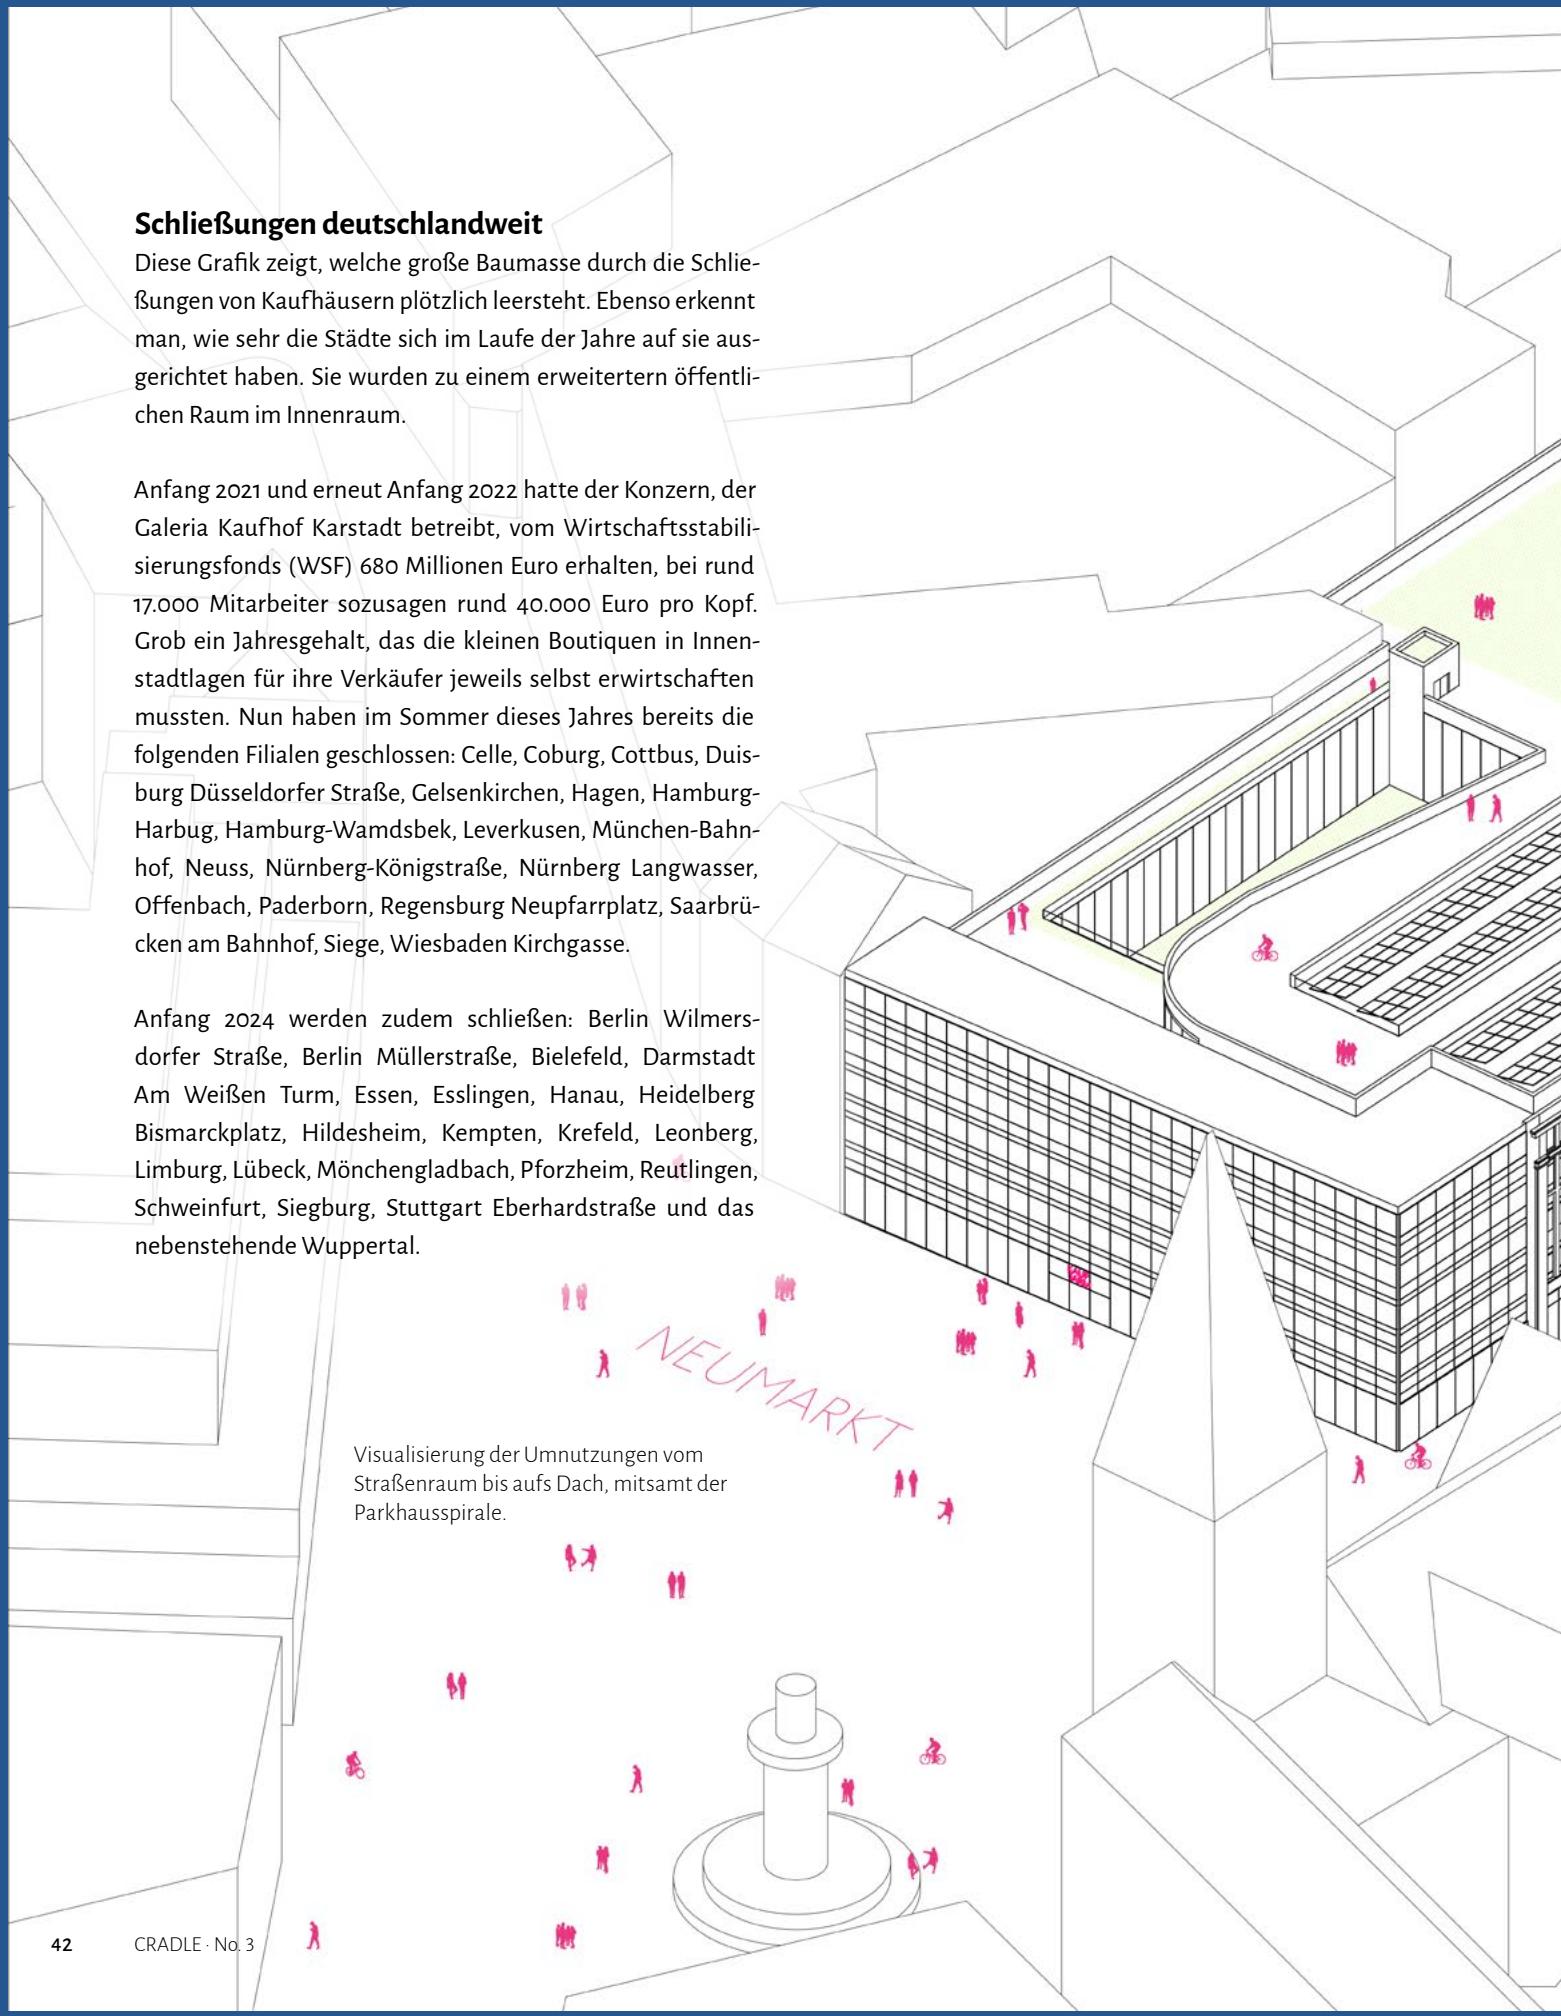 Schließungen deutschlandweit
Diese Grafik zeigt, welche große Baumasse durch die Schlie-
ßungen von Kaufhäusern plötzlich leersteht. Ebenso erkennt
man, wie sehr die Städte sich im Laufe der Jahre auf sie aus-
gerichtet haben. Sie wurden zu einem erweitertern öffentli-
chen Raum im Innenraum.
Anfang 2021 und erneut Anfang 2022 hatte der Konzern, der
Galeria Kaufhof Karstadt betreibt, vom Wirtschaftsstabili-
sierungsfonds (WSF) 680 Millionen Euro erhalten, bei rund
17.000 Mitarbeiter sozusagen rund 40.000 Euro pro Kopf.
Grob ein Jahresgehalt, das die kleinen Boutiquen in Innen-
stadtlagen für ihre Verkäufer jeweils selbst erwirtschaften
mussten. Nun haben im Sommer dieses Jahres bereits die
folgenden Filialen geschlossen: Celle, Coburg, Cottbus, Duis-
burg Düsseldorfer Straße, Gelsenkirchen, Hagen, Hamburg-
Harbug, Hamburg-Wamdsbek, Leverkusen, München-Bahn-
hof, Neuss, Nürnberg-Königstraße, Nürnberg Langwasser,
Offenbach, Paderborn, Regensburg Neupfarrplatz, Saarbrü-
cken am Bahnhof, Siege, Wiesbaden Kirchgasse.
Anfang 2024 werden zudem schließen: Berlin Wilmers-
dorfer Straße, Berlin Müllerstraße, Bielefeld, Darmstadt
Am Weißen Turm, Essen, Esslingen, Hanau, Heidelberg
Bismarckplatz, Hildesheim, Kempten, Krefeld, Leonberg,
Limburg, Lübeck, Mönchengladbach, Pforzheim, Reutlingen,
Schweinfurt, Siegburg, Stuttgart Eberhardstraße und das
nebenstehende Wuppertal.
NEUMARKT
Visualisierung der Umnutzungen vom
Straßenraum bis aufs Dach, mitsamt der
Parkhausspirale.
42 CRADLE · No. 3